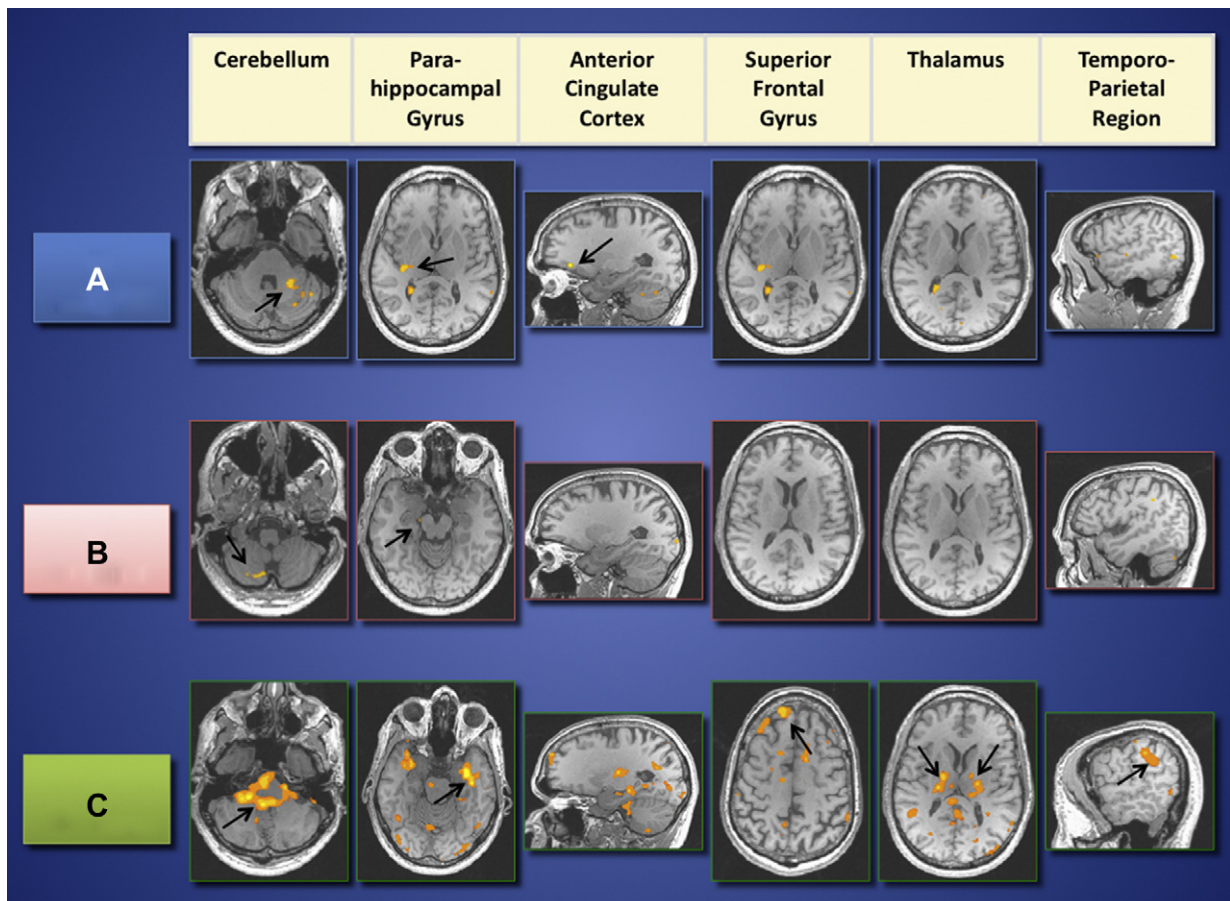 Cerebellum
Para-
hippocampal
Gyrus
Anterior
Cingulate
Cortex
Superior
Frontal
Gyrus
Thalamus
Temporo-
Parietal
Region
A
B
C